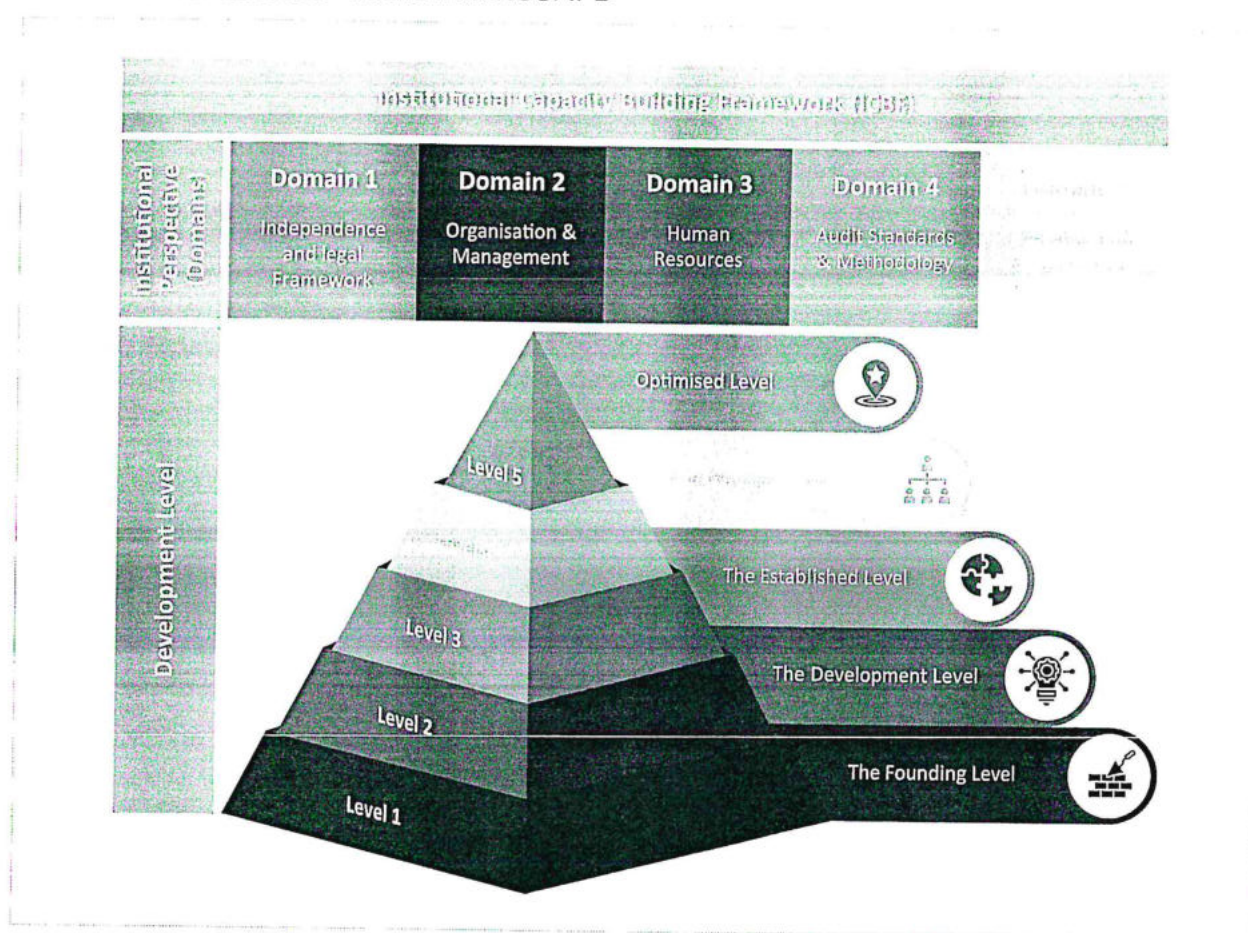 Institutional Capacity Building Framework (ICBF)
Institutional
Perspective
(Domains)
Domain 1
Independence
and legal
Framework
Domain 2
Organisation &
Management
Domain 3
Human
Resources
Domain 4
Audit Standards
& Methodology
Development Level
Optimised Level
Level 5
The Established Level
Level 3
The Development Level
Level 2
The Founding Level
Level 1